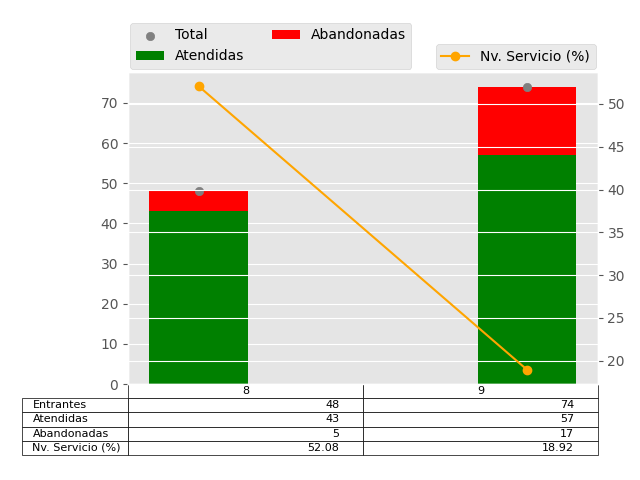 Total Abandonadas
Atendidas
Nv. Servicio (%)
70
60
50
40
30
20
10
0
50
45
40
35
30
25
20
8 9
Entrantes 48 74
Atendidas 43 57
Abandonadas 5 17
Nv. Servicio (%) 52.08 18.92